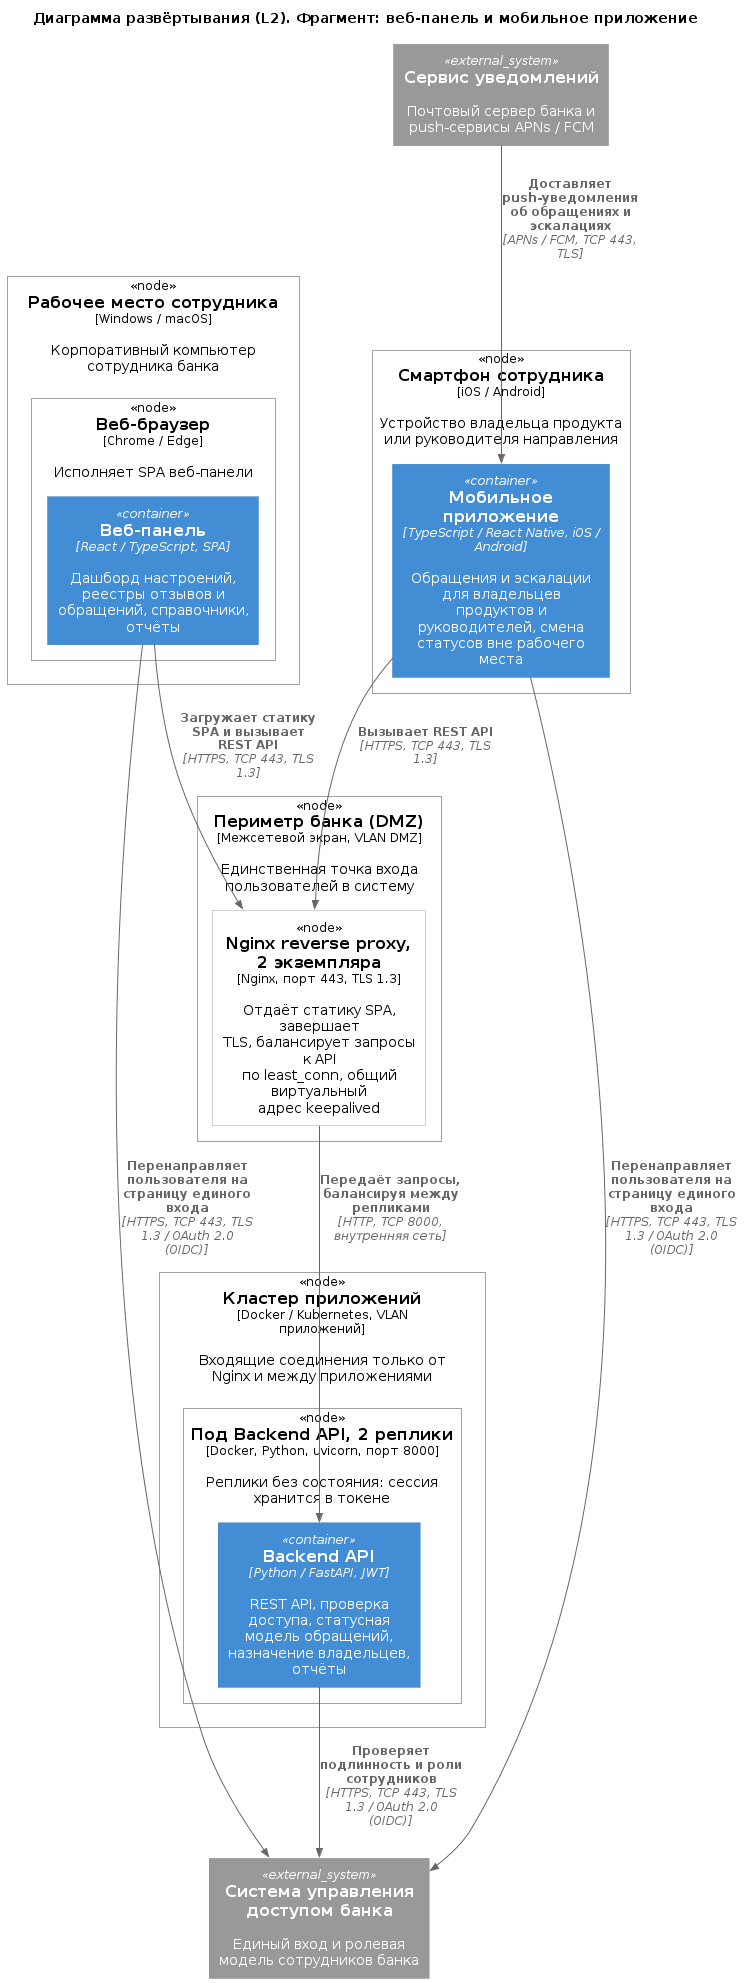 Диаграмма развёртывания (L2). Фрагмент: веб-панель и мобильное приложение
«external_system»
Сервис уведомлений
Почтовый сервер банка и
push-сервисы APNs / FCM
Доставляет
push-уведомления
об обращениях и
эскалациях
[APNs / FCM, TCP 443,
TLS]
«node»
Рабочее место сотрудника
[Windows / macOS]
Корпоративный компьютер
сотрудника банка
«node»
Веб-браузер
[Chrome / Edge]
Исполняет SPA веб-панели
«container»
Веб-панель
[React / TypeScript, SPA]
Дашборд настроений,
реестры отзывов и
обращений, справочники,
отчёты
«node»
Смартфон сотрудника
[iOS / Android]
Устройство владельца продукта
или руководителя направления
«container»
Мобильное
приложение
[TypeScript / React Native, iOS /
Android]
Обращения и эскалации
для владельцев
продуктов и
руководителей, смена
статусов вне рабочего
места
Загружает статику
SPA и вызывает
REST API
[HTTPS, TCP 443, TLS
1.3]
Вызывает REST API
[HTTPS, TCP 443, TLS
1.3]
«node»
Периметр банка (DMZ)
[Межсетевой экран, VLAN DMZ]
Единственная точка входа
пользователей в систему
«node»
Nginx reverse proxy,
2 экземпляра
[Nginx, порт 443, TLS 1.3]
Отдаёт статику SPA,
завершает
TLS, балансирует запросы
к API
по least_conn, общий
виртуальный
адрес keepalived
Перенаправляет
пользователя на
страницу единого
входа
[HTTPS, TCP 443, TLS
1.3 / OAuth 2.0
(OIDC)]
Передаёт запросы,
балансируя между
репликами
[HTTP, TCP 8000,
внутренняя сеть]
Перенаправляет
пользователя на
страницу единого
входа
[HTTPS, TCP 443, TLS
1.3 / OAuth 2.0
(OIDC)]
«node»
Кластер приложений
[Docker / Kubernetes, VLAN
приложений]
Входящие соединения только от
Nginx и между приложениями
«node»
Под Backend API, 2 реплики
[Docker, Python, uvicorn, порт 8000]
Реплики без состояния: сессия
хранится в токене
«container»
Backend API
[Python / FastAPI, JWT]
REST API, проверка
доступа, статусная
модель обращений,
назначение владельцев,
отчёты
Проверяет
подлинность и роли
сотрудников
[HTTPS, TCP 443, TLS
1.3 / OAuth 2.0
(OIDC)]
«external_system»
Система управления
доступом банка
Единый вход и ролевая
модель сотрудников банка